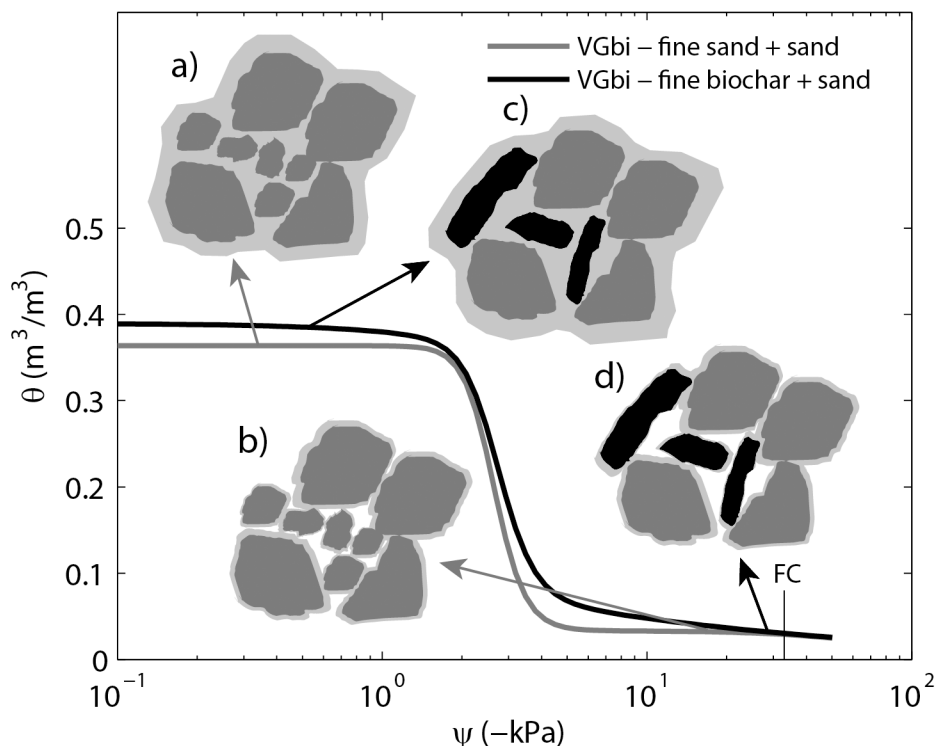 VGbi – fine sand + sand
VGbi – fine biochar + sand
a)
c)
b)
d)
FC
θ (m³/m³)
0.5
0.4
0.3
0.2
0.1
0
10⁻¹
10⁰
10¹
10²
ψ (−kPa)